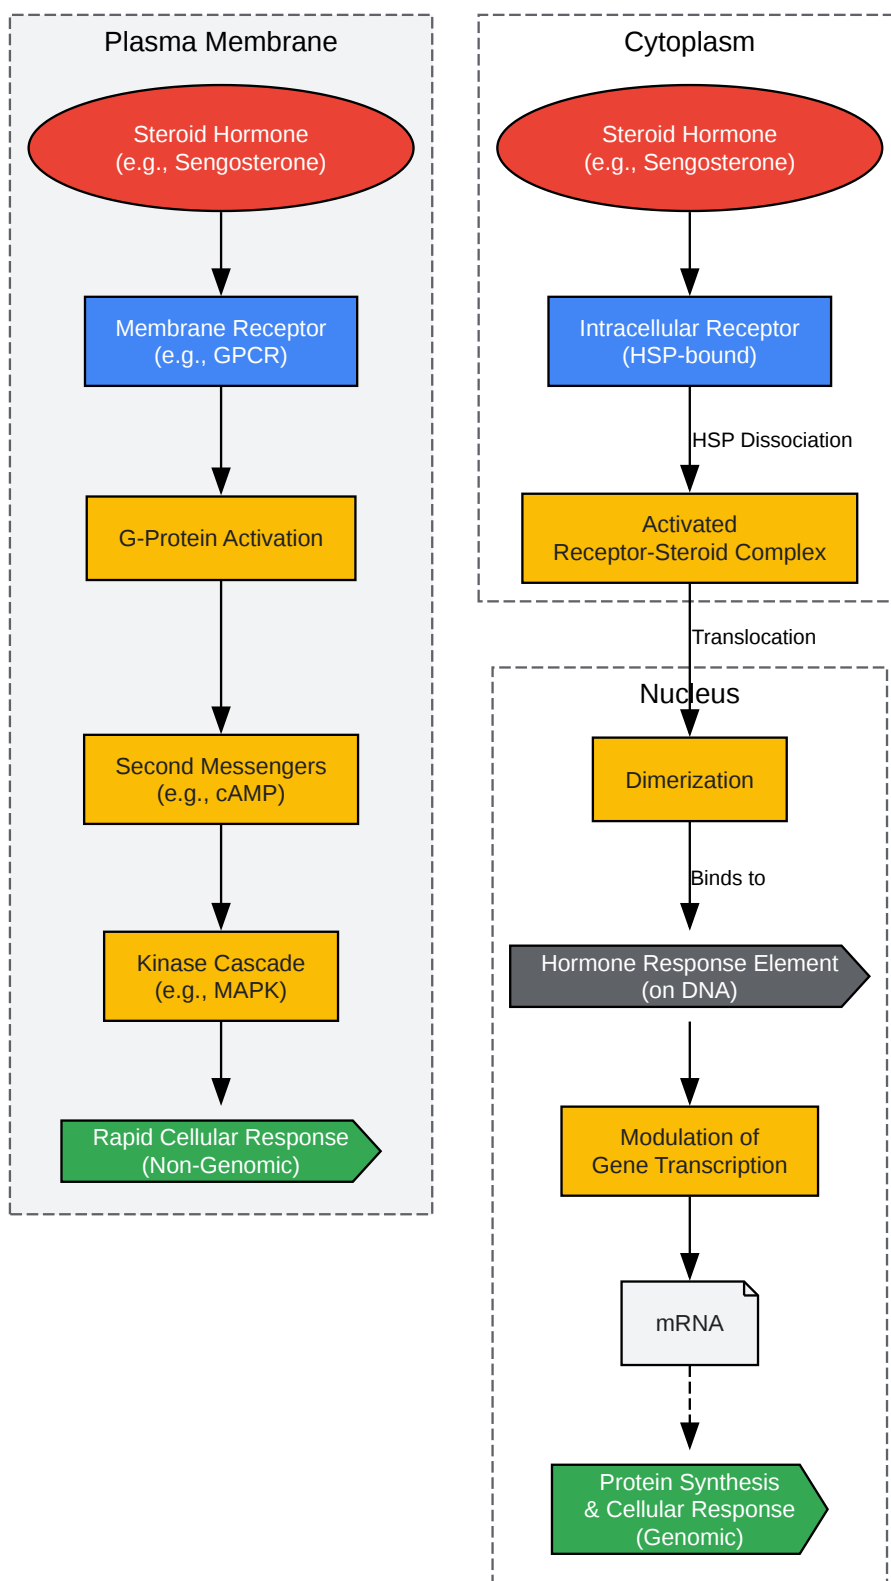 Plasma Membrane
Steroid Hormone
(e.g., Sengosterone)
Membrane Receptor
(e.g., GPCR)
G-Protein Activation
Second Messengers
(e.g., cAMP)
Kinase Cascade
(e.g., MAPK)
Rapid Cellular Response
(Non-Genomic)
Cytoplasm
Steroid Hormone
(e.g., Sengosterone)
Intracellular Receptor
(HSP-bound)
HSP Dissociation
Activated
Receptor-Steroid Complex
Translocation
Nucleus
Dimerization
Binds to
Hormone Response Element
(on DNA)
Modulation of
Gene Transcription
mRNA
Protein Synthesis
& Cellular Response
(Genomic)